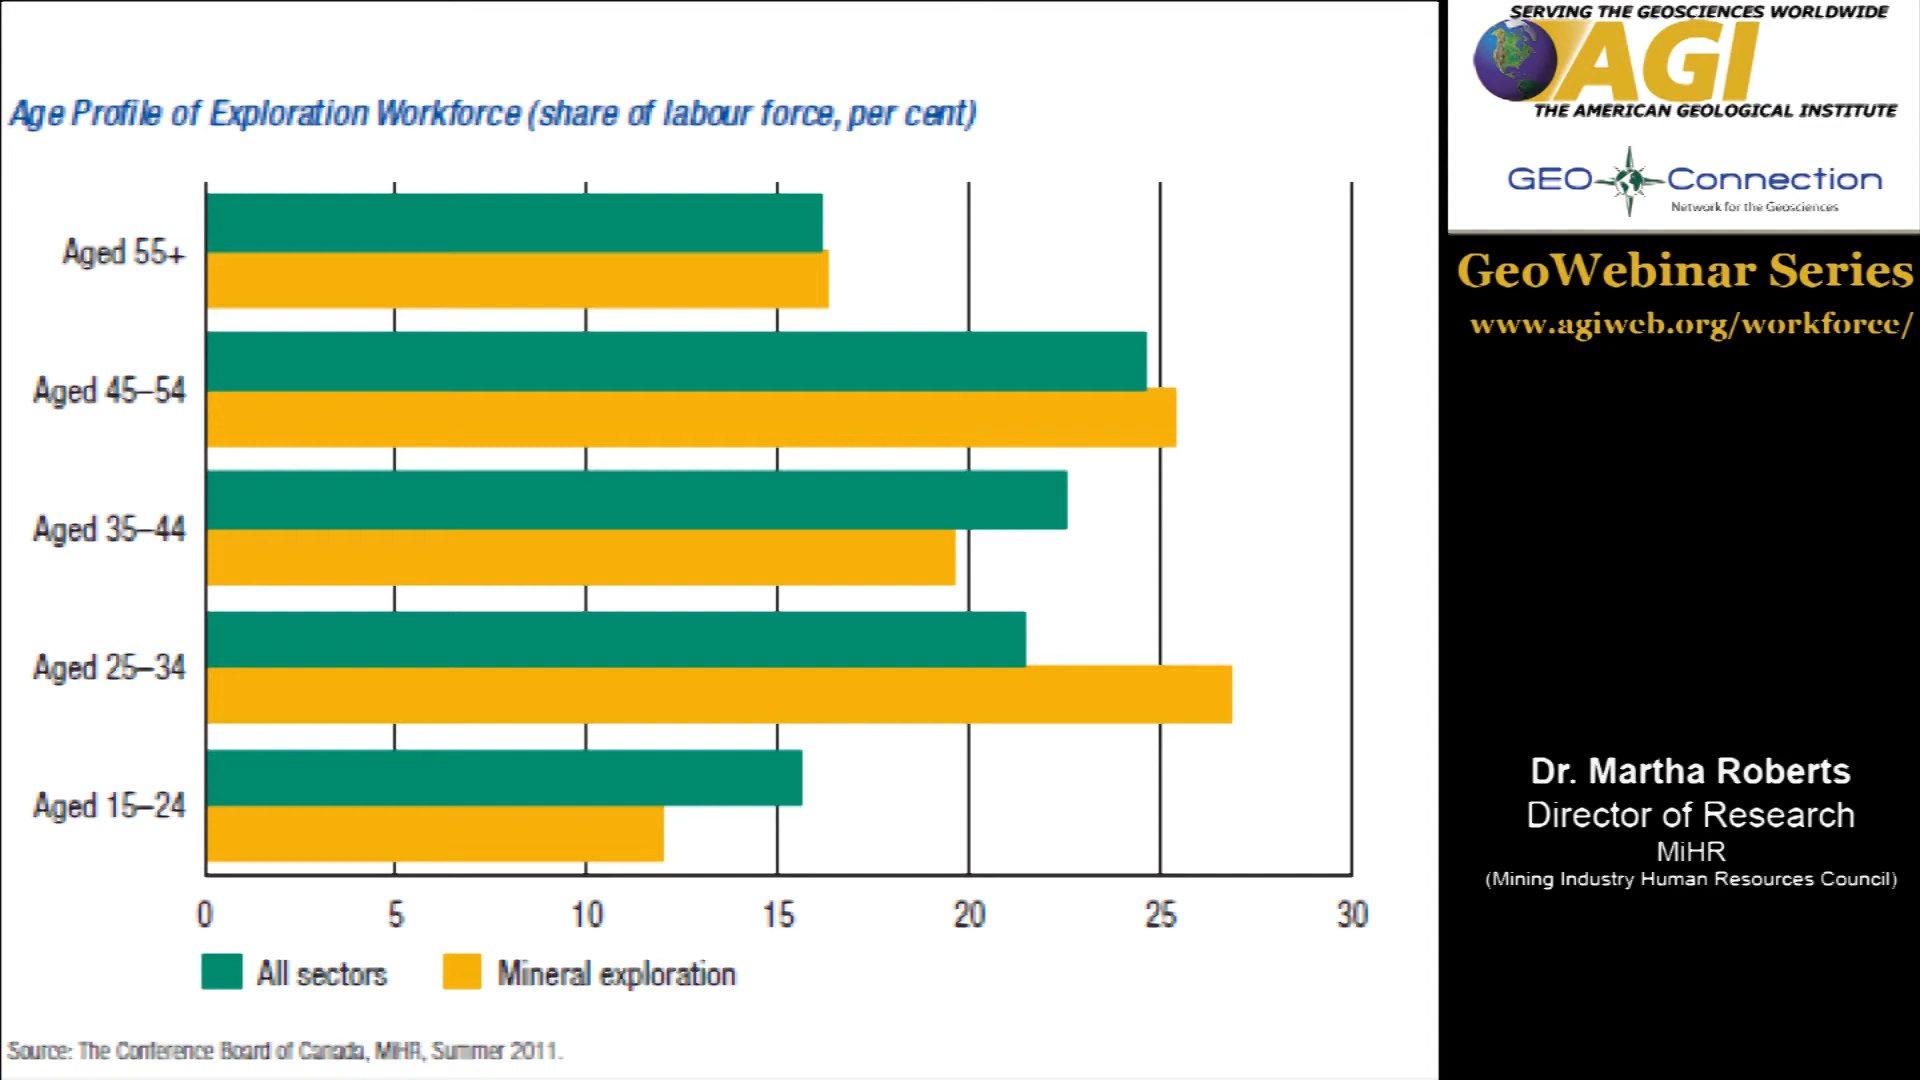 Age Profile of Exploration Workforce (share of labour force, per cent)
Aged 55+
Aged 45–54
Aged 35–44
Aged 25–34
Aged 15–24
0 5 10 15 20 25 30
All sectors Mineral exploration
Source: The Conference Board of Canada, MiHR, Summer 2011.
SERVING THE GEOSCIENCES WORLDWIDE
AGI
THE AMERICAN GEOLOGICAL INSTITUTE
GEO Connection
Network for the Geosciences
GeoWebinar Series
www.agiweb.org/workforce/
Dr. Martha Roberts
Director of Research
MiHR
(Mining Industry Human Resources Council)